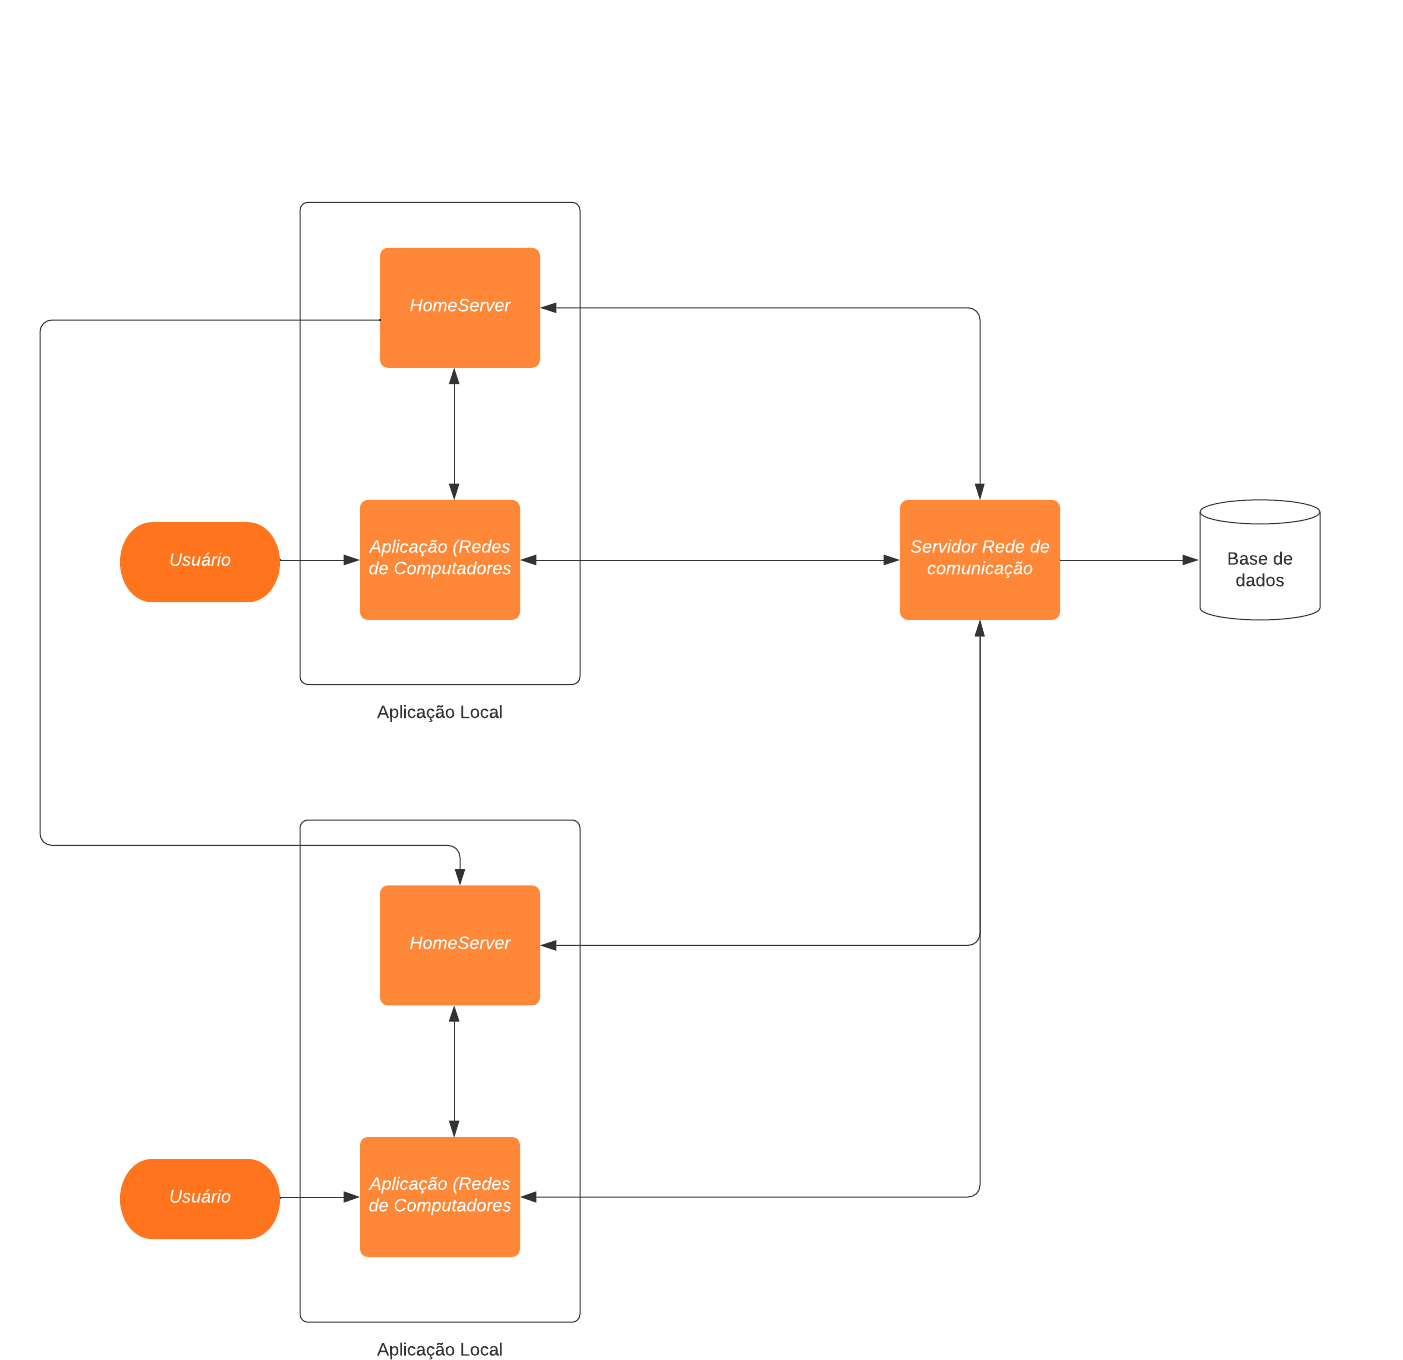 HomeServer
Usuário
Aplicação (Redes
de Computadores
Servidor Rede de
comunicação
Base de
dados
Aplicação Local
HomeServer
Usuário
Aplicação (Redes
de Computadores
Aplicação Local